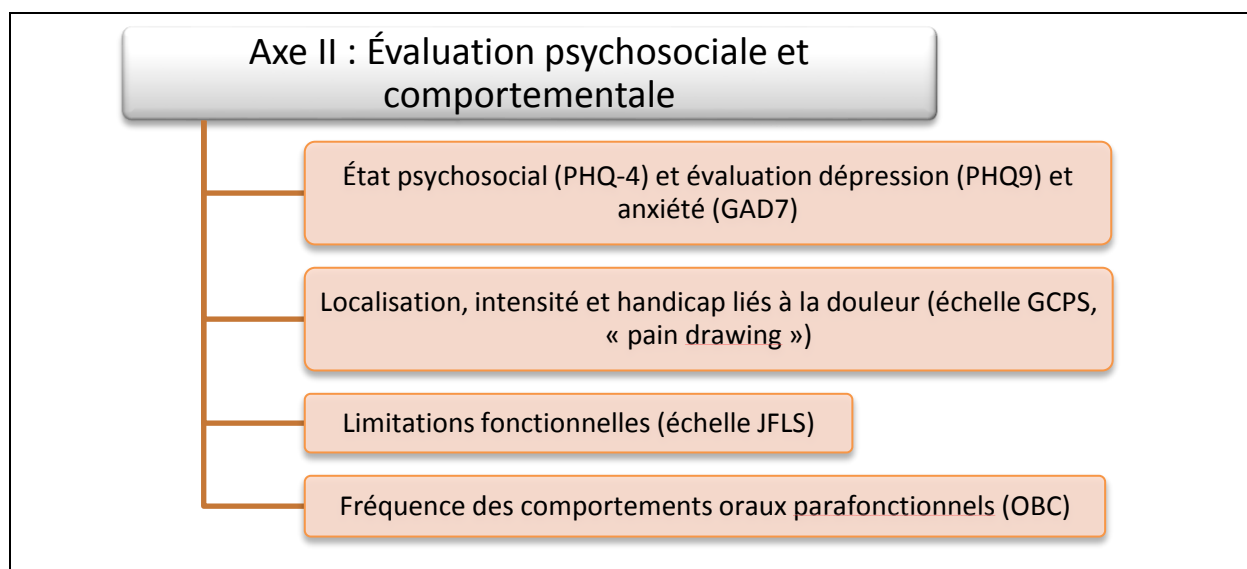 Axe II : Évaluation psychosociale et
comportementale
État psychosocial (PHQ-4) et évaluation dépression (PHQ9) et
anxiété (GAD7)
Localisation, intensité et handicap liés à la douleur (échelle GCPS,
« pain drawing »)
Limitations fonctionnelles (échelle JFLS)
Fréquence des comportements oraux parafonctionnels (OBC)